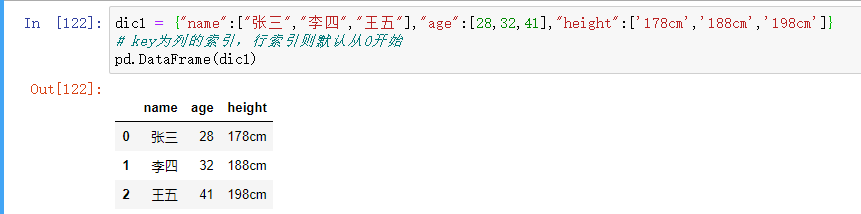 In [122]: dic1 = {"name":["张三","李四","王五"],"age":[28,32,41],"height":['178cm','188cm','198cm']}
# key为列的索引，行索引则默认从0开始
pd.DataFrame(dic1)
Out[122]:
name age height
0 张三 28 178cm
1 李四 32 188cm
2 王五 41 198cm